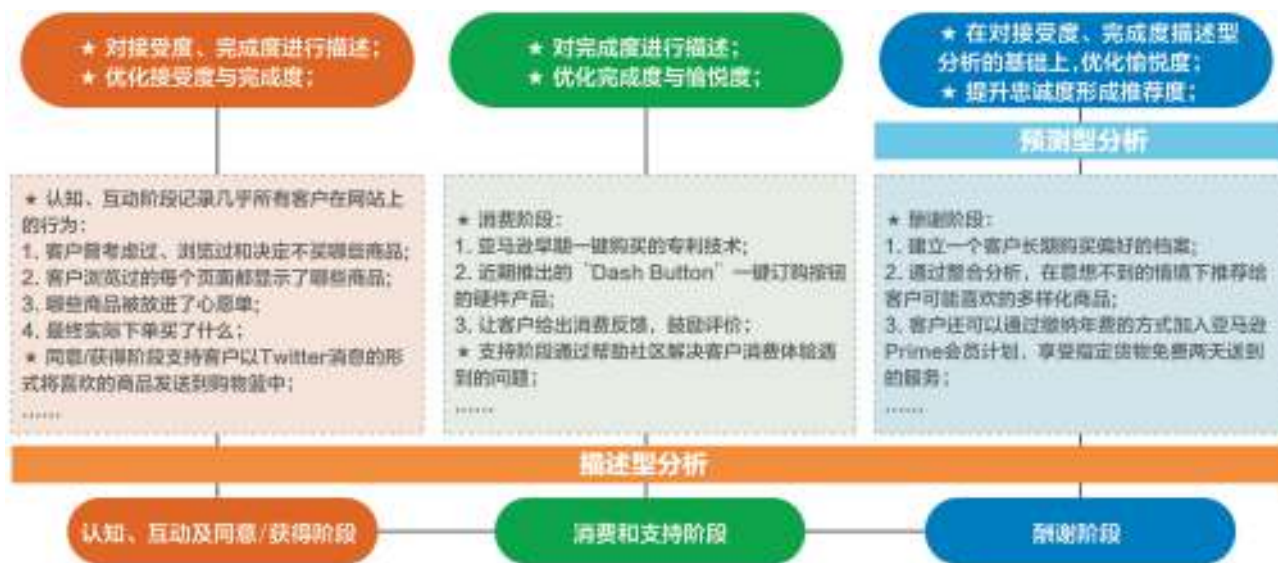 ★ 对接受度、完成度进行描述；
★ 优化接受度与完成度；
★ 对完成度进行描述；
★ 优化完成度与愉悦度；
★ 在对接受度、完成度描述型
分析的基础上，优化愉悦度；
★ 提升忠诚度形成推荐度；
预测型分析
★ 认知、互动阶段记录几乎所有客户在网站上
的行为：
1. 客户曾考虑过、浏览过和决定不买哪些商品；
2. 客户浏览过的每个页面都显示了哪些商品；
3. 哪些商品被放进了心愿单；
4. 最终实际下单买了什么；
★ 同意/获得阶段支持客户以Twitter消息的形
式将喜欢的商品发送到购物篮中；
……
★ 消费阶段：
1. 亚马逊早期一键购买的专利技术；
2. 近期推出的“Dash Button”一键订购按钮
的硬件产品；
3. 让客户给出消费反馈，鼓励评价；
★ 支持阶段通过帮助社区解决客户消费体验遇
到的问题；
……
★ 酬谢阶段：
1. 建立一个客户长期购买偏好的档案；
2. 通过整合分析，在意想不到的情境下推荐给
客户可能喜欢的多样化商品；
3. 客户还可以通过缴纳年费的方式加入亚马逊
Prime会员计划，享受指定货物免费两天送到
的服务；
……
描述型分析
认知、互动及同意/获得阶段
消费和支持阶段
酬谢阶段